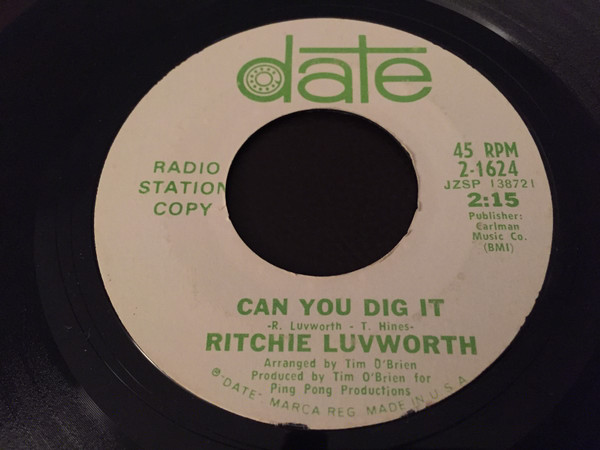 date
RADIO
STATION
COPY
45 RPM
2-1624
JZSP 138721
2:15
Publisher:
Earlman
Music Co.
(BMI)
CAN YOU DIG IT
-R. Luvworth - T. Hines-
RITCHIE LUVWORTH
Arranged by Tim O'Brien
Produced by Tim O'Brien for
Ping Pong Productions
® "DATE" MARCA REG. MADE IN U.S.A.